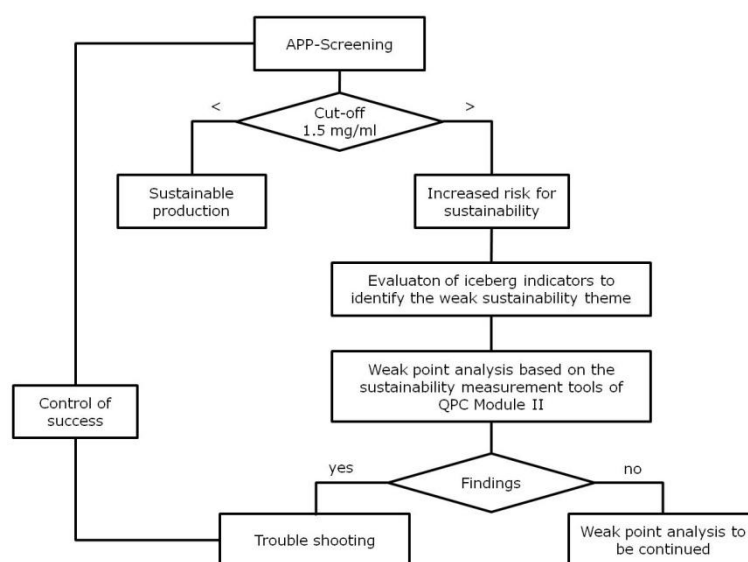 APP-Screening
<
>
Cut-off
1.5 mg/ml
Sustainable
production
Increased risk for
sustainability
Evaluaton of iceberg indicators to
identify the weak sustainability theme
Weak point analysis based on the
sustainability measurement tools of
QPC Module II
Control of
success
yes
Findings
no
Trouble shooting
Weak point analysis to
be continued